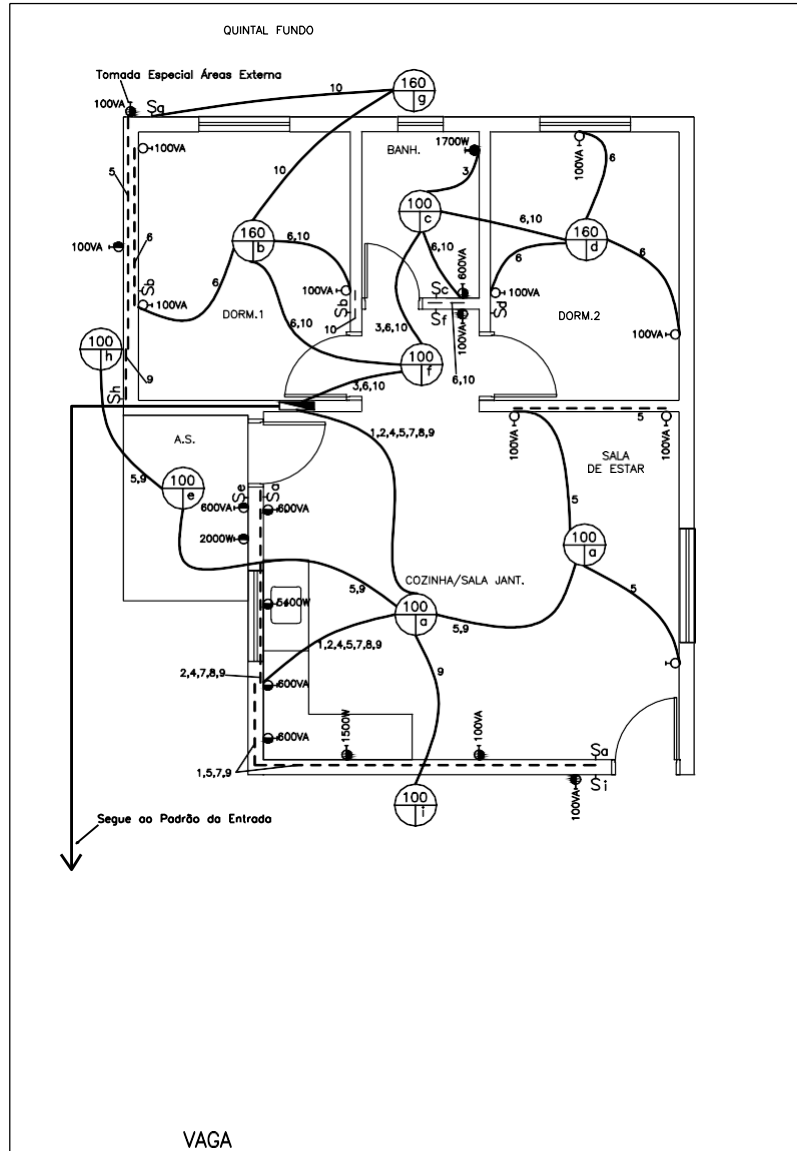 QUINTAL FUNDO
Tomada Especial Áreas Externa
100VA
Sg
10
160
g
5
100VA
10
BANH.
1700W
3
100VA
6
100VA
6
160
b
6,10
100
c
6,10
160
d
6
6
6,10
600VA
Sb
100VA
6
DORM.1
100VA
Sb
10
Sc
Sf
100VA
6,10
Sd
100VA
DORM.2
100VA
6,10
3,6,10
100
h
9
Sh
100
f
3,6,10
A.S.
1,2,4,5,7,8,9
5
100VA
100VA
SALA
DE ESTAR
5,9
100
e
Se
Sa
600VA
600VA
2000W
5
100
a
COZINHA/SALA JANT.
5,9
5400W
100
a
5,9
5
1,2,4,5,7,8,9
2,4,7,8,9
600VA
9
600VA
1500W
100VA
Sa
1,5,7,9
Si
100VA
100
i
Segue ao Padrão da Entrada
VAGA